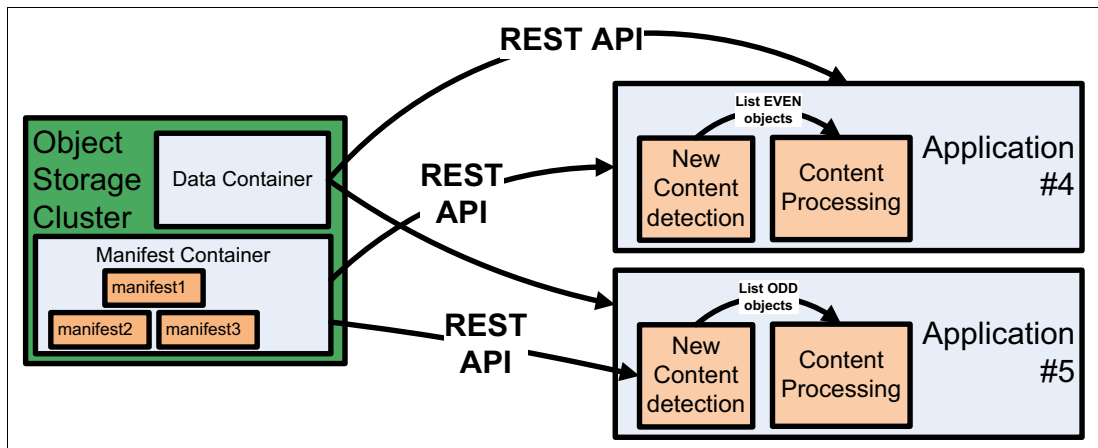 REST API
Object
Storage
Cluster
Data Container
Manifest Container
manifest1
manifest2
manifest3
REST
API
REST
API
List EVEN
objects
New
Content
detection
Content
Processing
Application
#4
List ODD
objects
New
Content
detection
Content
Processing
Application
#5